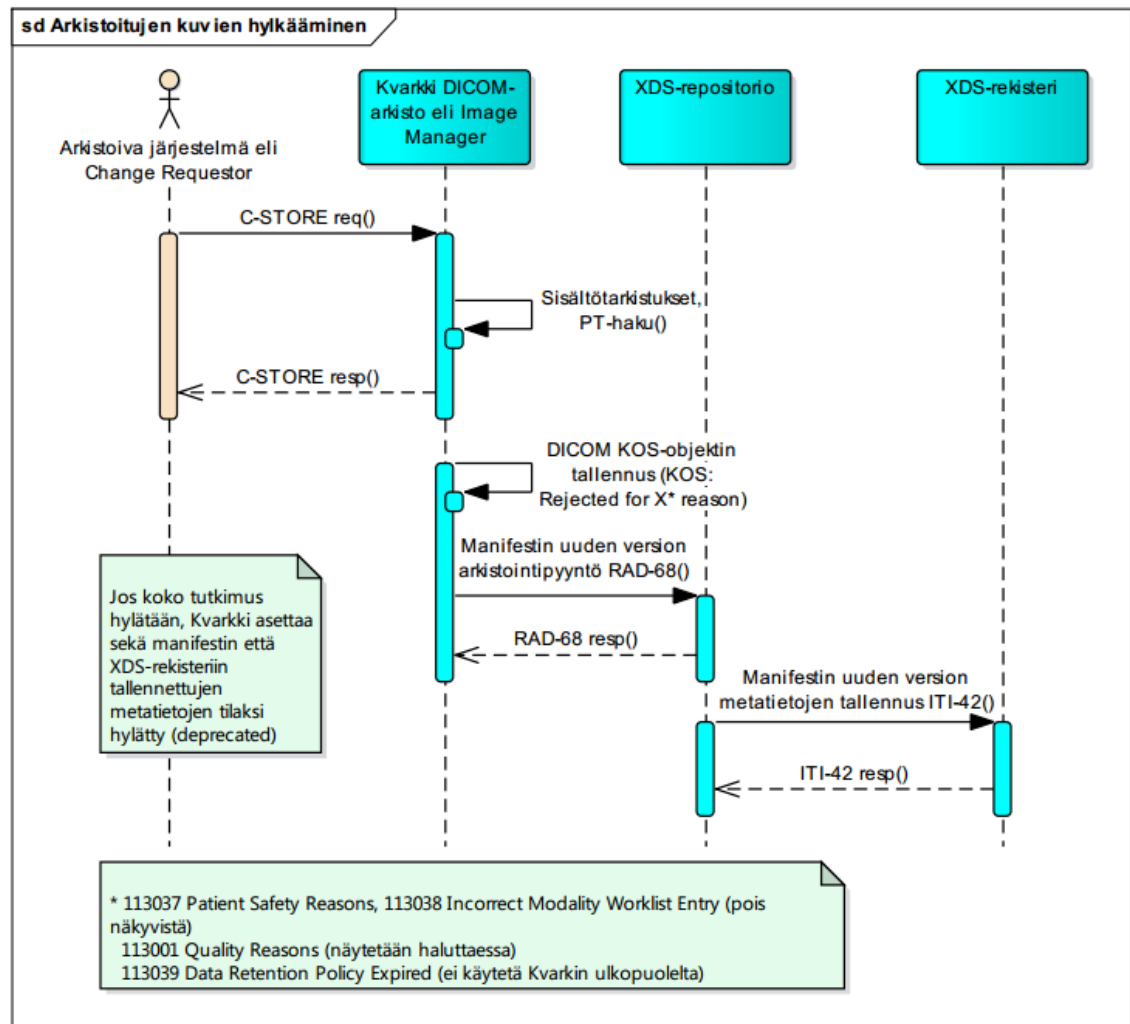 sd Arkistoitujen kuvien hylkääminen
Arkistoiva järjestelmä eli
Change Requestor
Kvarkki DICOM-
arkisto eli Image
Manager
XDS-repositorio
XDS-rekisteri
C-STORE req()
Sisältötarkistukset,
PT-haku()
C-STORE resp()
DICOM KOS-objektin
tallennus (KOS:
Rejected for X* reason)
Manifestin uuden version
arkistointipyyntö RAD-68()
RAD-68 resp()
Jos koko tutkimus
hylätään, Kvarkki asettaa
sekä manifestin että
XDS-rekisteriin
tallennettujen
metatietojen tilaksi
hylätty (deprecated)
Manifestin uuden version
metatietojen tallennus ITI-42()
ITI-42 resp()
* 113037 Patient Safety Reasons, 113038 Incorrect Modality Worklist Entry (pois
näkyvistä)
113001 Quality Reasons (näytetään haluttaessa)
113039 Data Retention Policy Expired (ei käytetä Kvarkin ulkopuolelta)